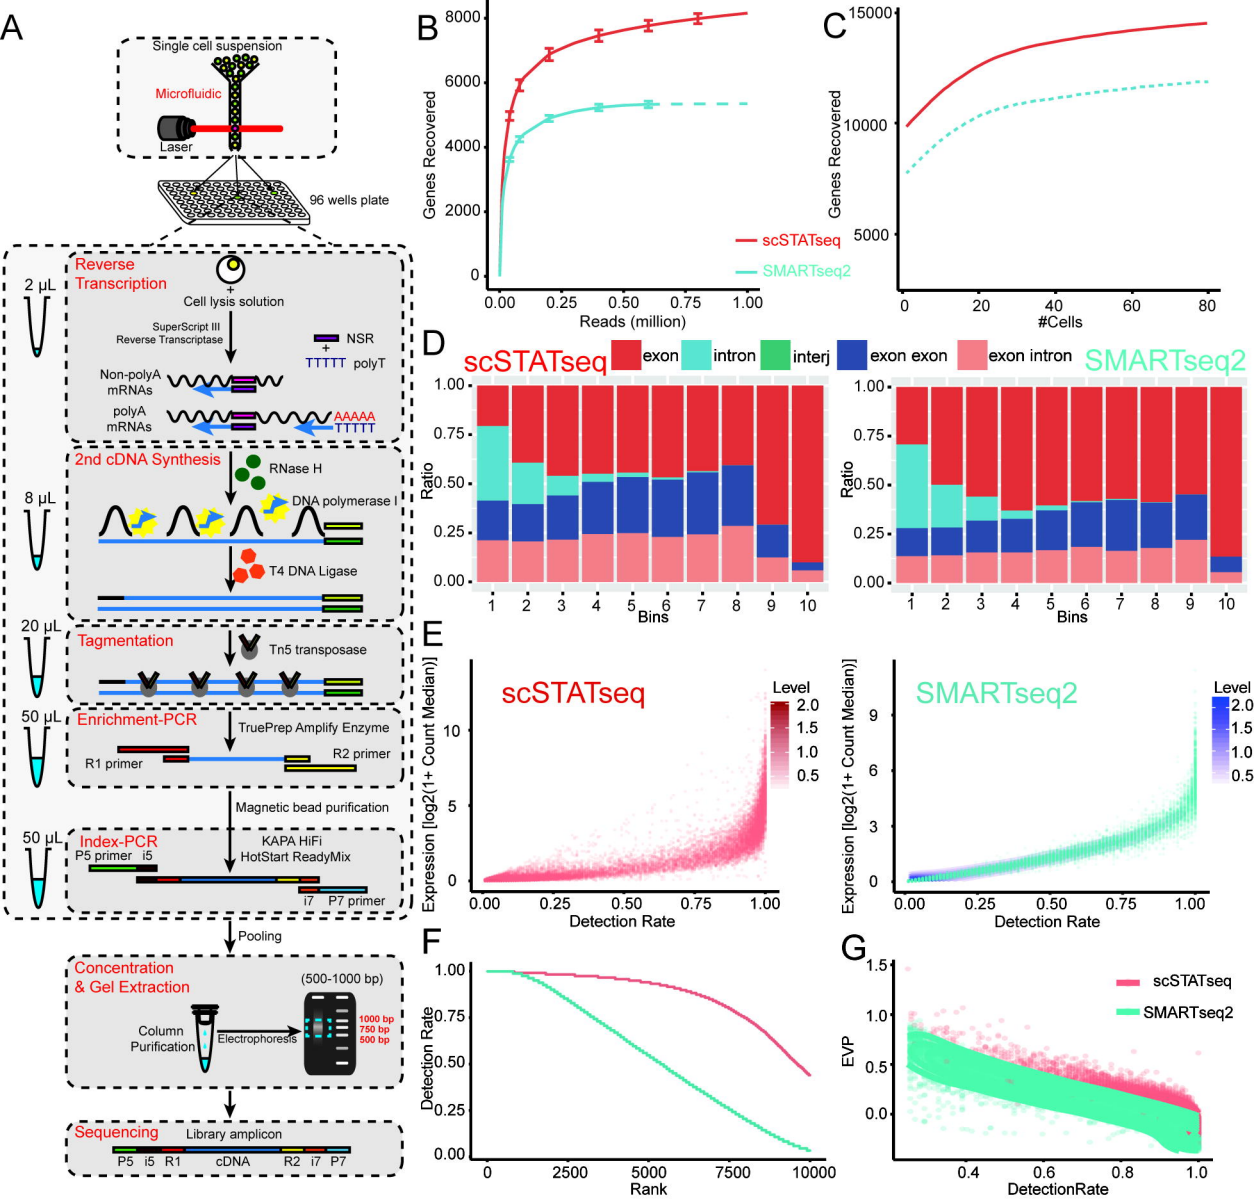 A
Single cell suspension
Microfluidic
Laser
96 wells plate
2 µL
Reverse
Transcription
+
Cell lysis solution
SuperScript III
Reverse Transcriptase
NSR
+
TTTTT polyT
Non-polyA
mRNAs
polyA
mRNAs
AAAAA
TTTTT
8 µL
2nd cDNA Synthesis
RNase H
DNA polymerase I
T4 DNA Ligase
20 µL
Tagmentation
Tn5 transposase
50 µL
Enrichment-PCR
TruePrep Amplify Enzyme
R1 primer
R2 primer
Magnetic bead purification
50 µL
Index-PCR
KAPA HiFi
HotStart ReadyMix
P5 primer i5
i7 P7 primer
Pooling
Concentration
& Gel Extraction
(500-1000 bp)
Column
Purification
Electrophoresis
1000 bp
750 bp
500 bp
Sequencing
Library amplicon
P5 i5 R1 cDNA R2 i7 P7
B
Genes Recovered
8000
6000
4000
2000
0
0.00 0.25 0.50 0.75 1.00
Reads (million)
scSTATseq
SMARTseq2
C
Genes Recovered
15000
10000
5000
0 20 40 60 80
#Cells
D
scSTATseq
exon
intron
interj
exon exon
exon intron
SMARTseq2
Ratio
1.00
0.75
0.50
0.25
0.00
1 2 3 4 5 6 7 8 9 10
Bins
Ratio
1.00
0.75
0.50
0.25
0.00
1 2 3 4 5 6 7 8 9 10
Bins
E
scSTATseq
Expression [log2(1+ Count Median)]
10
5
0
0.00 0.25 0.50 0.75 1.00
Detection Rate
Level
2.0
1.5
1.0
0.5
SMARTseq2
Expression [log2(1+ Count Median)]
9
6
3
0
0.00 0.25 0.50 0.75 1.00
Detection Rate
Level
2.0
1.5
1.0
0.5
F
Detection Rate
1.00
0.75
0.50
0.25
0.00
0 2500 5000 7500 10000
Rank
G
EVP
1.5
1.0
0.5
0.0
0.4 0.6 0.8 1.0
DetectionRate
scSTATseq
SMARTseq2